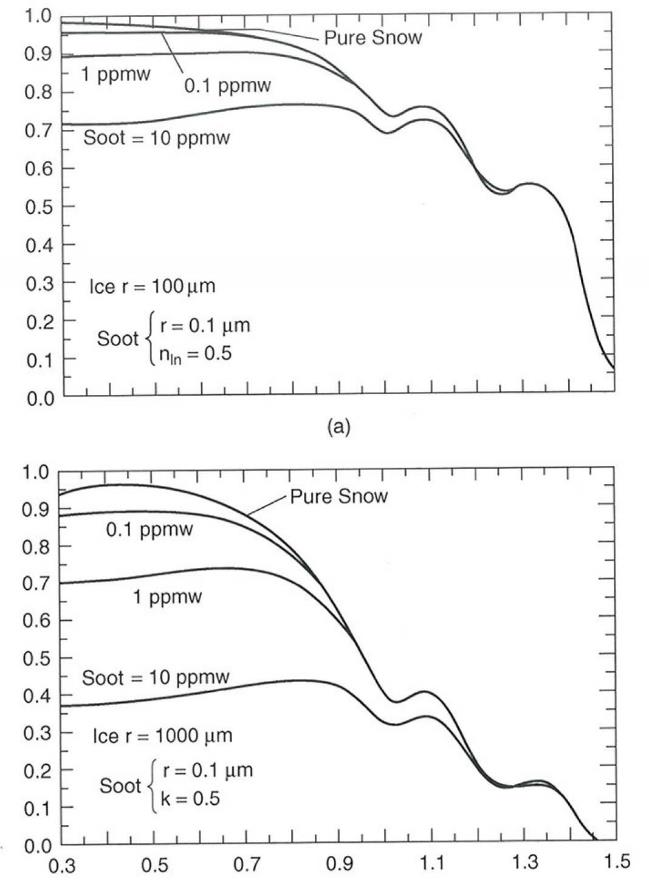 1.0
Pure Snow
0.9
1 ppmw
0.1 ppmw
0.8
0.7
Soot = 10 ppmw
0.6
0.5
0.4
0.3
Ice r = 100 μm
0.2
Soot { r = 0.1 μm
n_In = 0.5
0.1
0.0
(a)
1.0
Pure Snow
0.9
0.1 ppmw
0.8
0.7
1 ppmw
0.6
0.5
Soot = 10 ppmw
0.4
0.3
Ice r = 1000 μm
0.2
Soot { r = 0.1 μm
k = 0.5
0.1
0.0
0.3 0.5 0.7 0.9 1.1 1.3 1.5